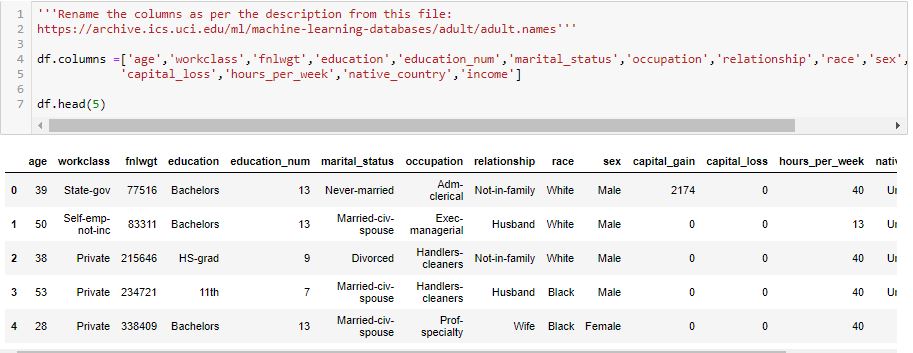 1 '''Rename the columns as per the description from this file:
2 https://archive.ics.uci.edu/ml/machine-learning-databases/adult/adult.names'''
3
4 df.columns =['age','workclass','fnlwgt','education','education_num','marital_status','occupation','relationship','race','sex',
5 'capital_loss','hours_per_week','native_country','income']
6
7 df.head(5)
age workclass fnlwgt education education_num marital_status occupation relationship race sex capital_gain capital_loss hours_per_week
0 39 State-gov 77516 Bachelors 13 Never-married Adm-clerical Not-in-family White Male 2174 0 40
1 50 Self-emp-not-inc 83311 Bachelors 13 Married-civ-spouse Exec-managerial Husband White Male 0 0 13
2 38 Private 215646 HS-grad 9 Divorced Handlers-cleaners Not-in-family White Male 0 0 40
3 53 Private 234721 11th 7 Married-civ-spouse Handlers-cleaners Husband Black Male 0 0 40
4 28 Private 338409 Bachelors 13 Married-civ-spouse Prof-specialty Wife Black Female 0 0 40